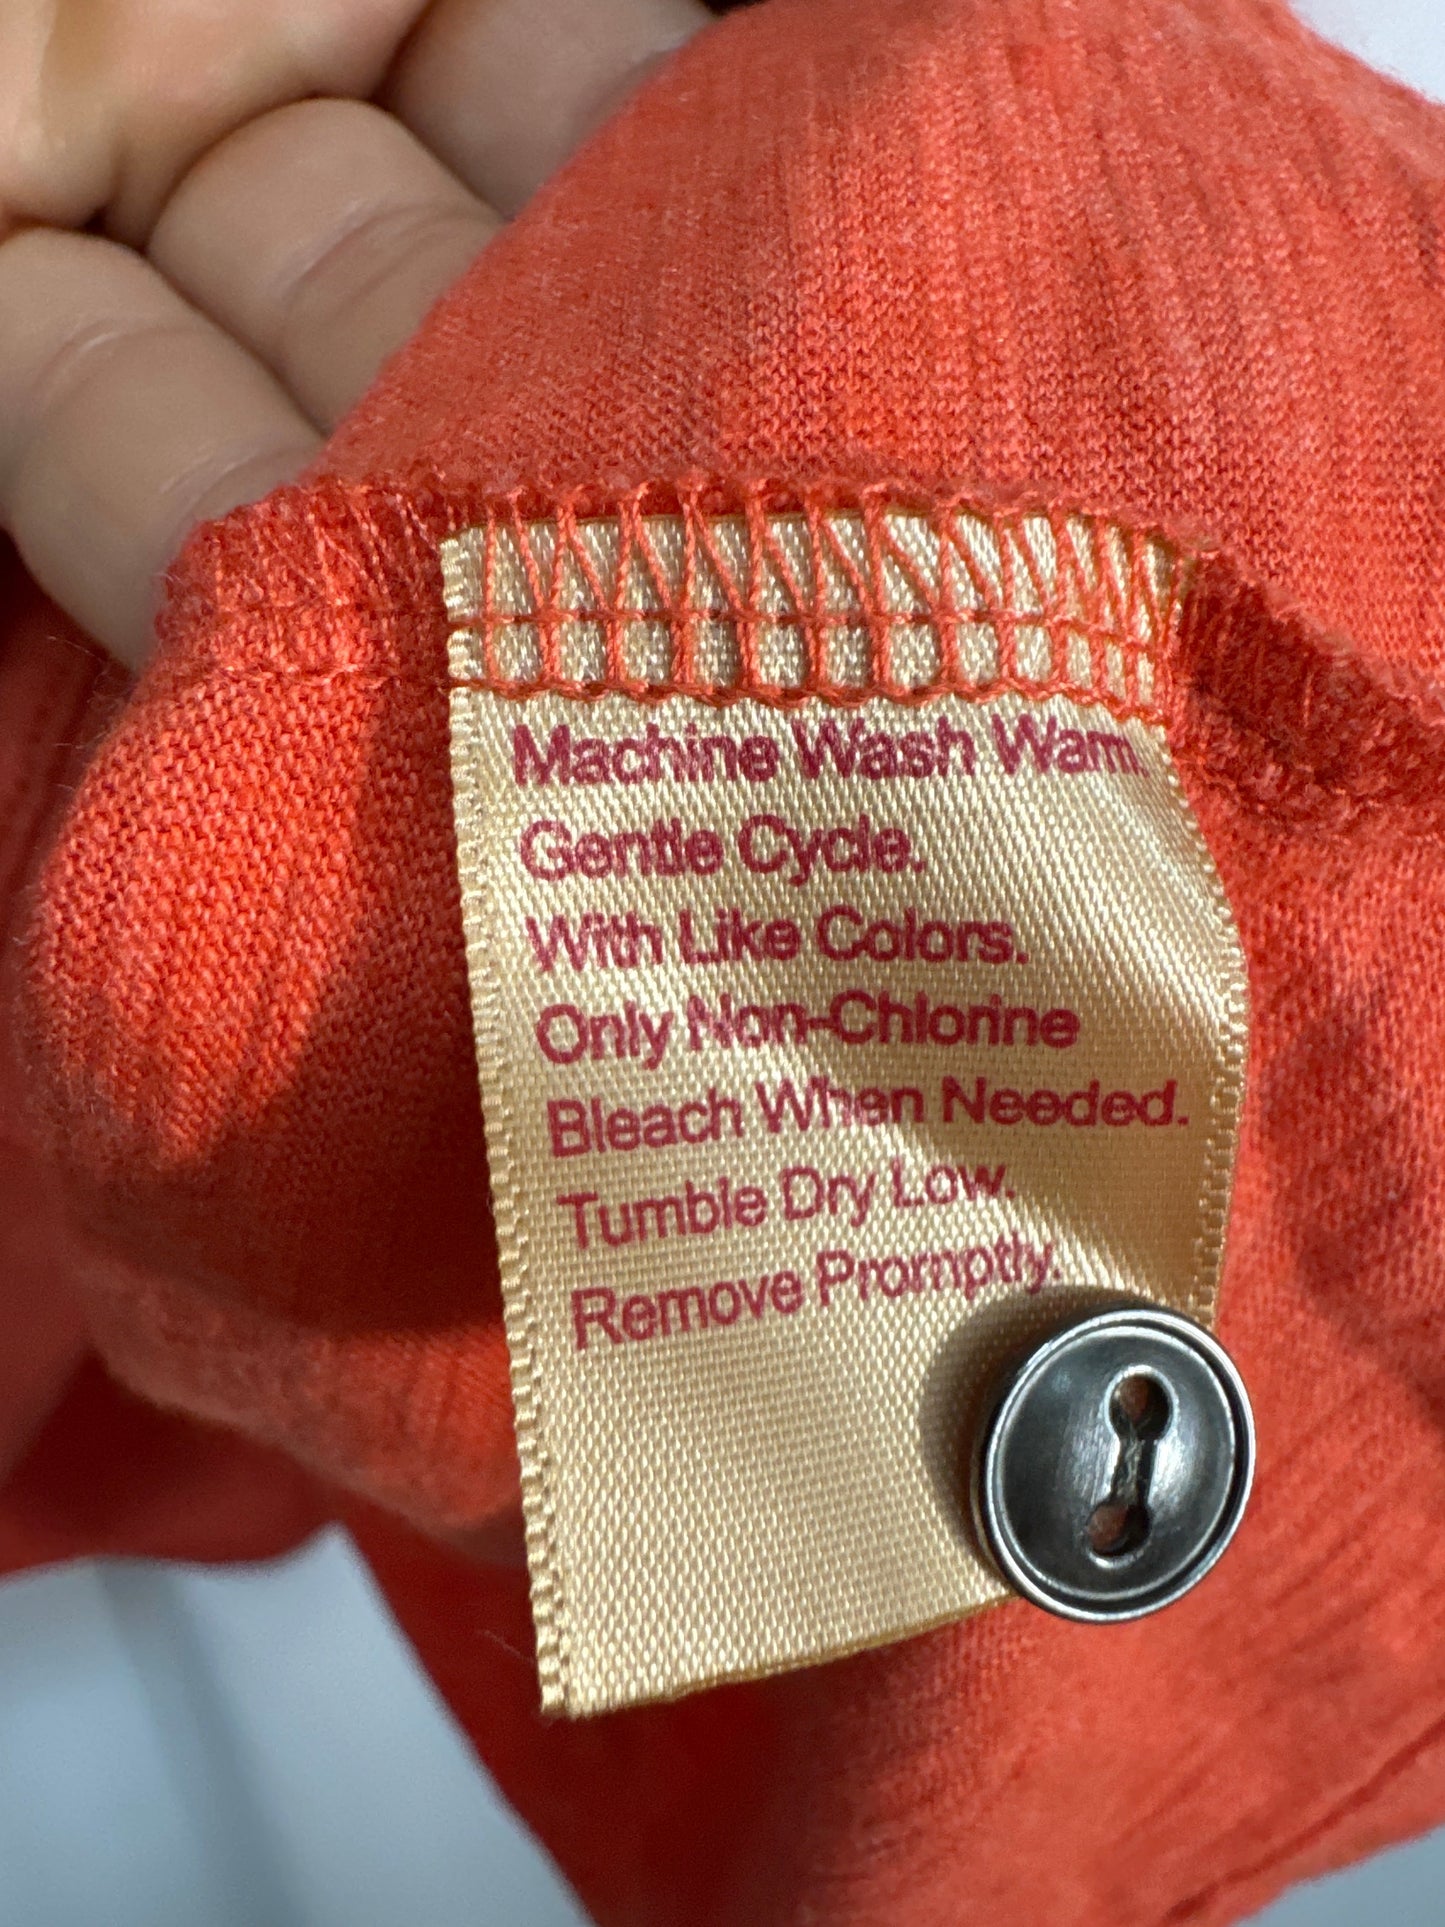 Machine Wash Warm.
Gentle Cycle.
With Like Colors.
Only Non-Chlorine
Bleach When Needed.
Tumble Dry Low.
Remove Promptly.